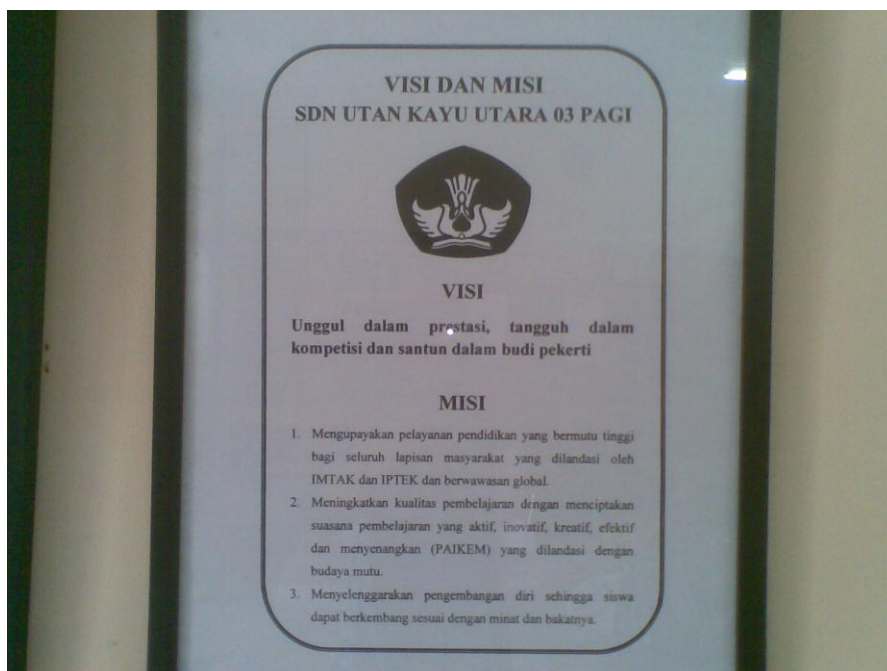 VISI DAN MISI
SDN UTAN KAYU UTARA 03 PAGI
VISI
Unggul dalam prestasi, tangguh dalam
kompetisi dan santun dalam budi pekerti
MISI
1. Mengupayakan pelayanan pendidikan yang bermutu tinggi
bagi seluruh lapisan masyarakat yang dilandasi oleh
IMTAK dan IPTEK dan berwawasan global.
2. Meningkatkan kualitas pembelajaran dengan menciptakan
suasana pembelajaran yang aktif, inovatif, kreatif, efektif
dan menyenangkan (PAIKEM) yang dilandasi dengan
budaya mutu.
3. Menyelenggarakan pengembangan diri sehingga siswa
dapat berkembang sesuai dengan minat dan bakatnya.